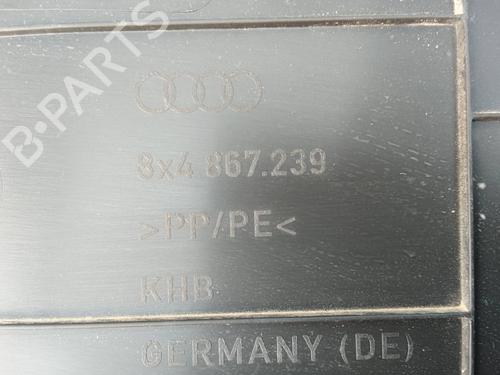 B-PARTS
8x4 867.239
>PP/PE<
KHB
GERMANY (DE)